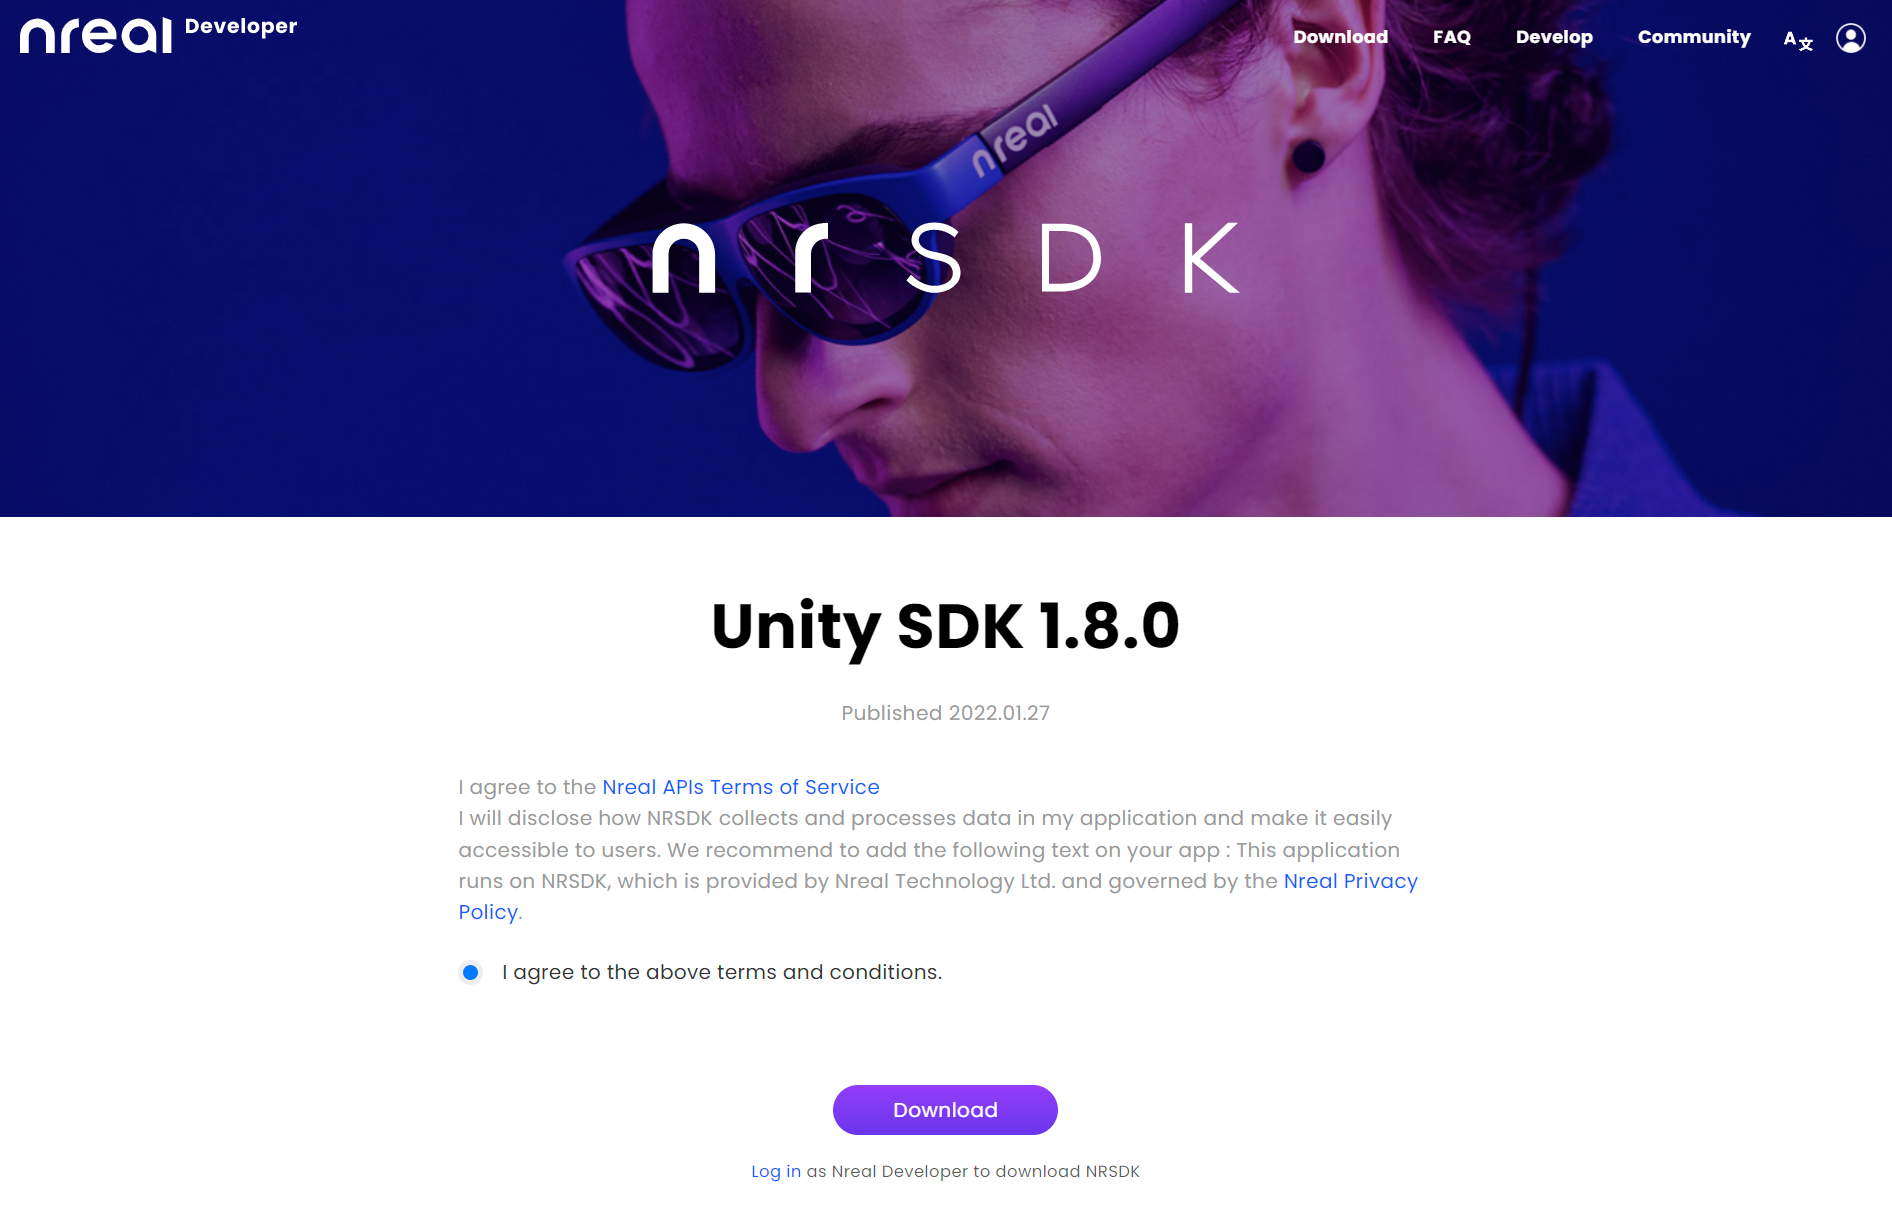 nreal Developer
Download FAQ Develop Community
nreal
nr SDK
Unity SDK 1.8.0
Published 2022.01.27
I agree to the Nreal APIs Terms of Service
I will disclose how NRSDK collects and processes data in my application and make it easily
accessible to users. We recommend to add the following text on your app : This application
runs on NRSDK, which is provided by Nreal Technology Ltd. and governed by the Nreal Privacy
Policy.
I agree to the above terms and conditions.
Download
Log in as Nreal Developer to download NRSDK